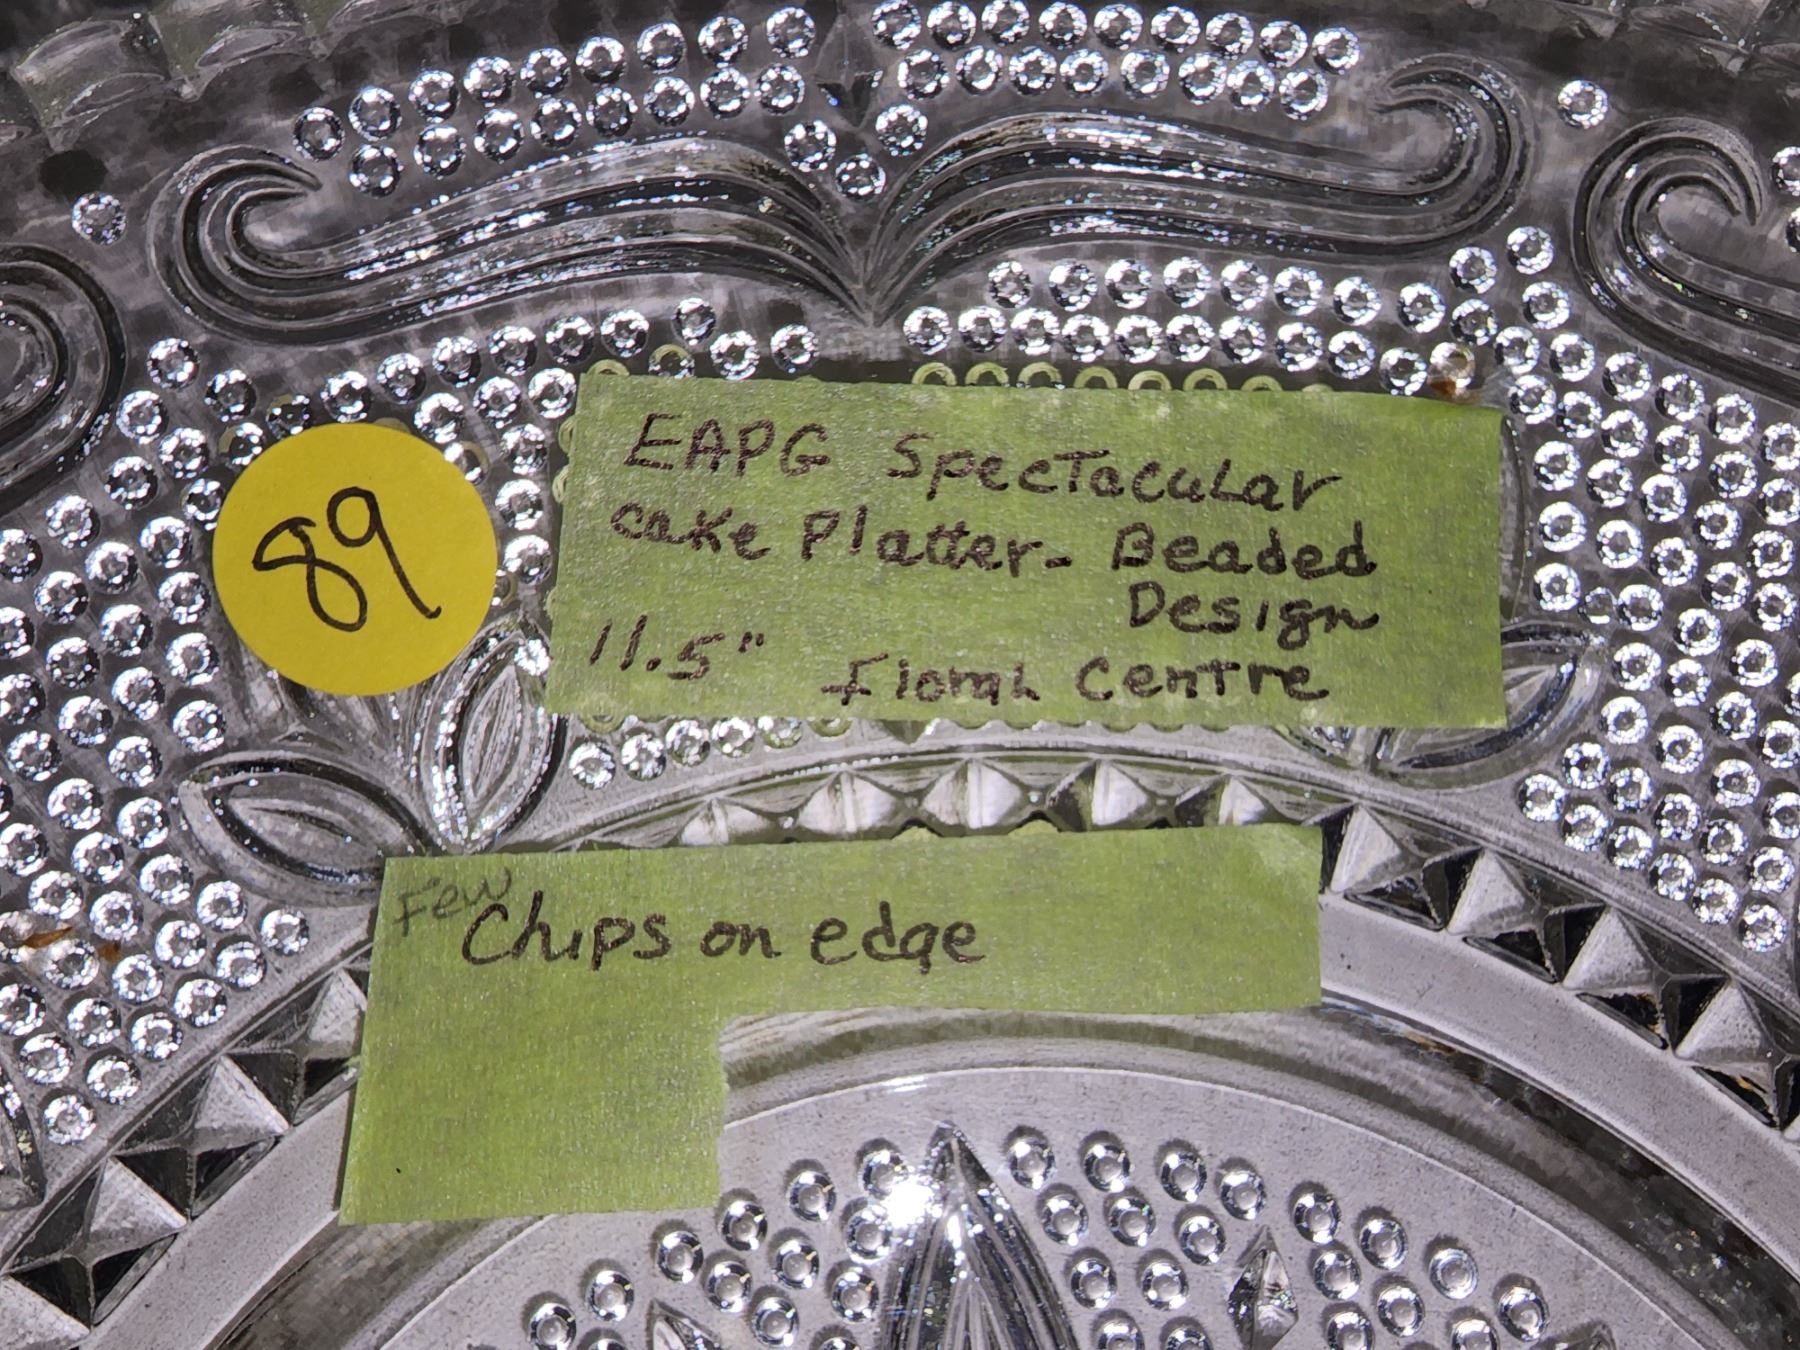 89
EAPG Spectacular
cake Platter- Beaded
Design
11.5" Floral Centre
Few
Chips on edge